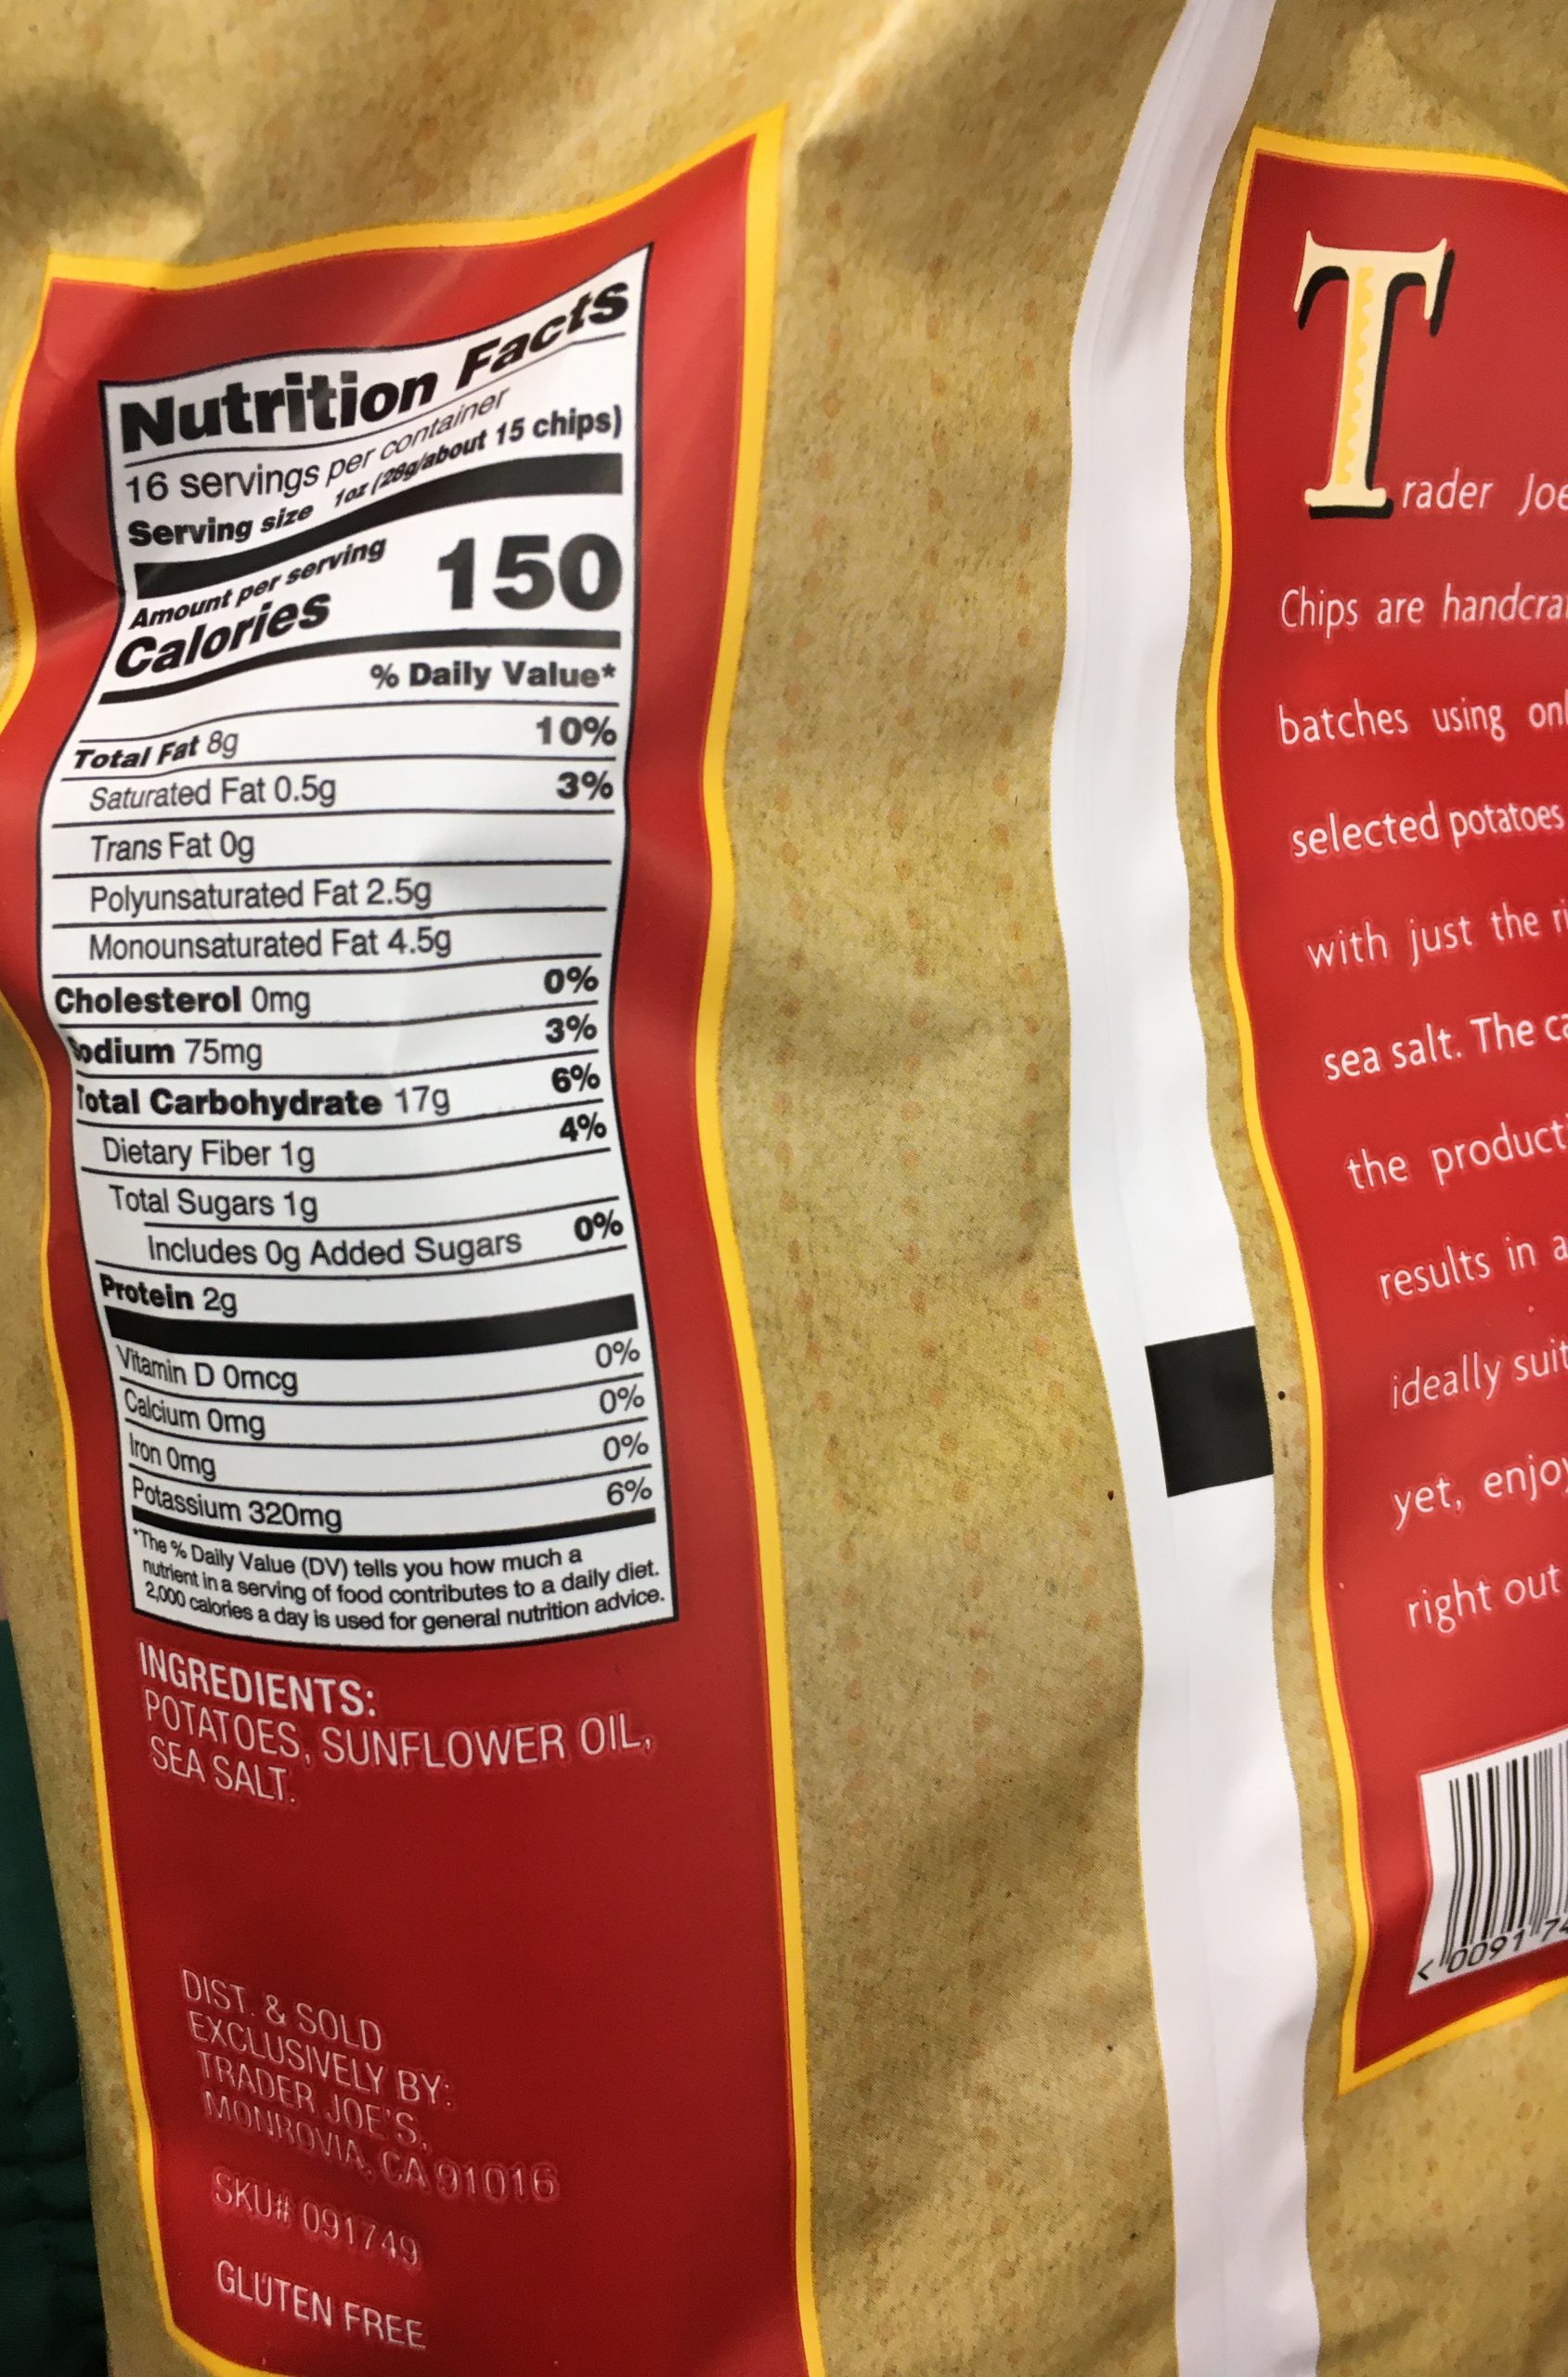 Nutrition Facts
16 servings per container
Serving size 1oz (28g/about 15 chips)
Amount per serving
Calories 150
% Daily Value*
Total Fat 8g 10%
Saturated Fat 0.5g 3%
Trans Fat 0g
Polyunsaturated Fat 2.5g
Monounsaturated Fat 4.5g
Cholesterol 0mg 0%
Sodium 75mg 3%
Total Carbohydrate 17g 6%
Dietary Fiber 1g 4%
Total Sugars 1g
Includes 0g Added Sugars 0%
Protein 2g
Vitamin D 0mcg 0%
Calcium 0mg 0%
Iron 0mg 0%
Potassium 320mg 6%
*The % Daily Value (DV) tells you how much a
nutrient in a serving of food contributes to a daily diet.
2,000 calories a day is used for general nutrition advice.
INGREDIENTS:
POTATOES, SUNFLOWER OIL,
SEA SALT.
DIST. & SOLD
EXCLUSIVELY BY:
TRADER JOE'S,
MONROVIA, CA 91016
SKU# 091749
GLUTEN FREE
Trader Joe
Chips are
batches using
selected potatoes
with just the
sea salt. The
the
results in a
ideally
yet,
right out
< 0091 74